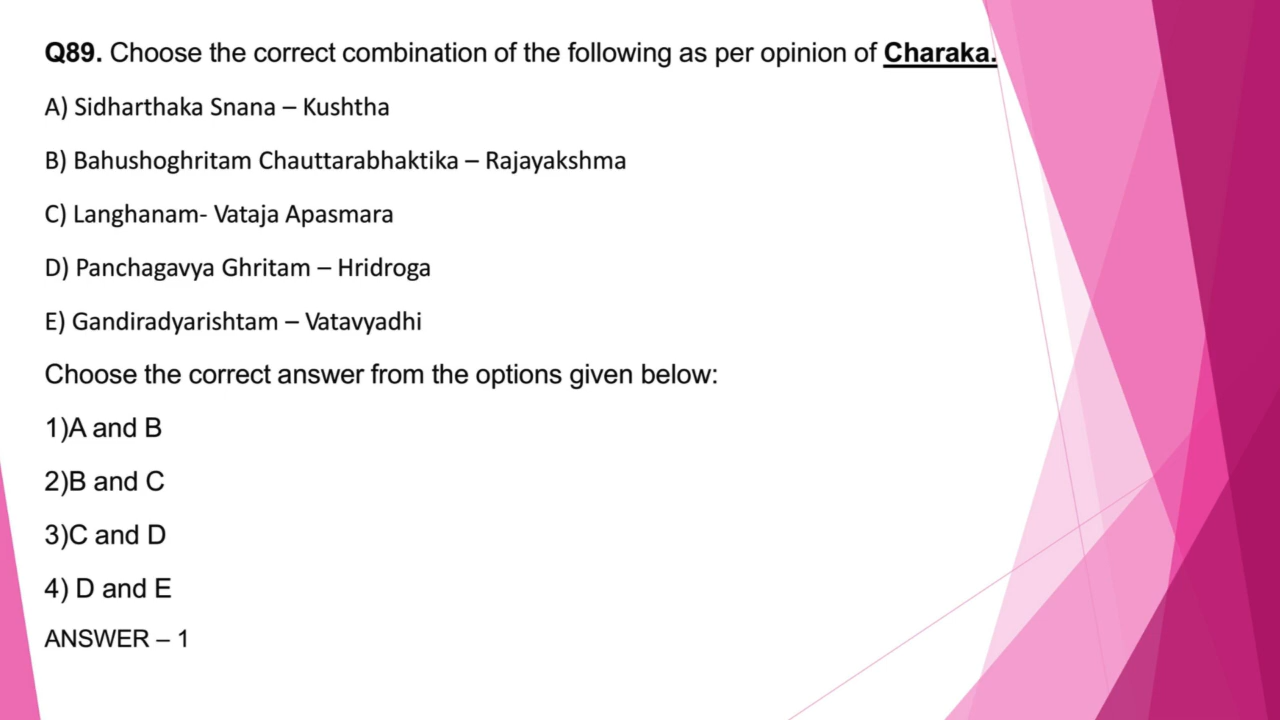 Q89. Choose the correct combination of the following as per opinion of Charaka.
A) Sidharthaka Snana – Kushtha
B) Bahushoghritam Chauttarabhaktika – Rajayakshma
C) Langhanam- Vataja Apasmara
D) Panchagavya Ghritam – Hridroga
E) Gandiradyarishtam – Vatavyadhi
Choose the correct answer from the options given below:
1)A and B
2)B and C
3)C and D
4) D and E
ANSWER – 1